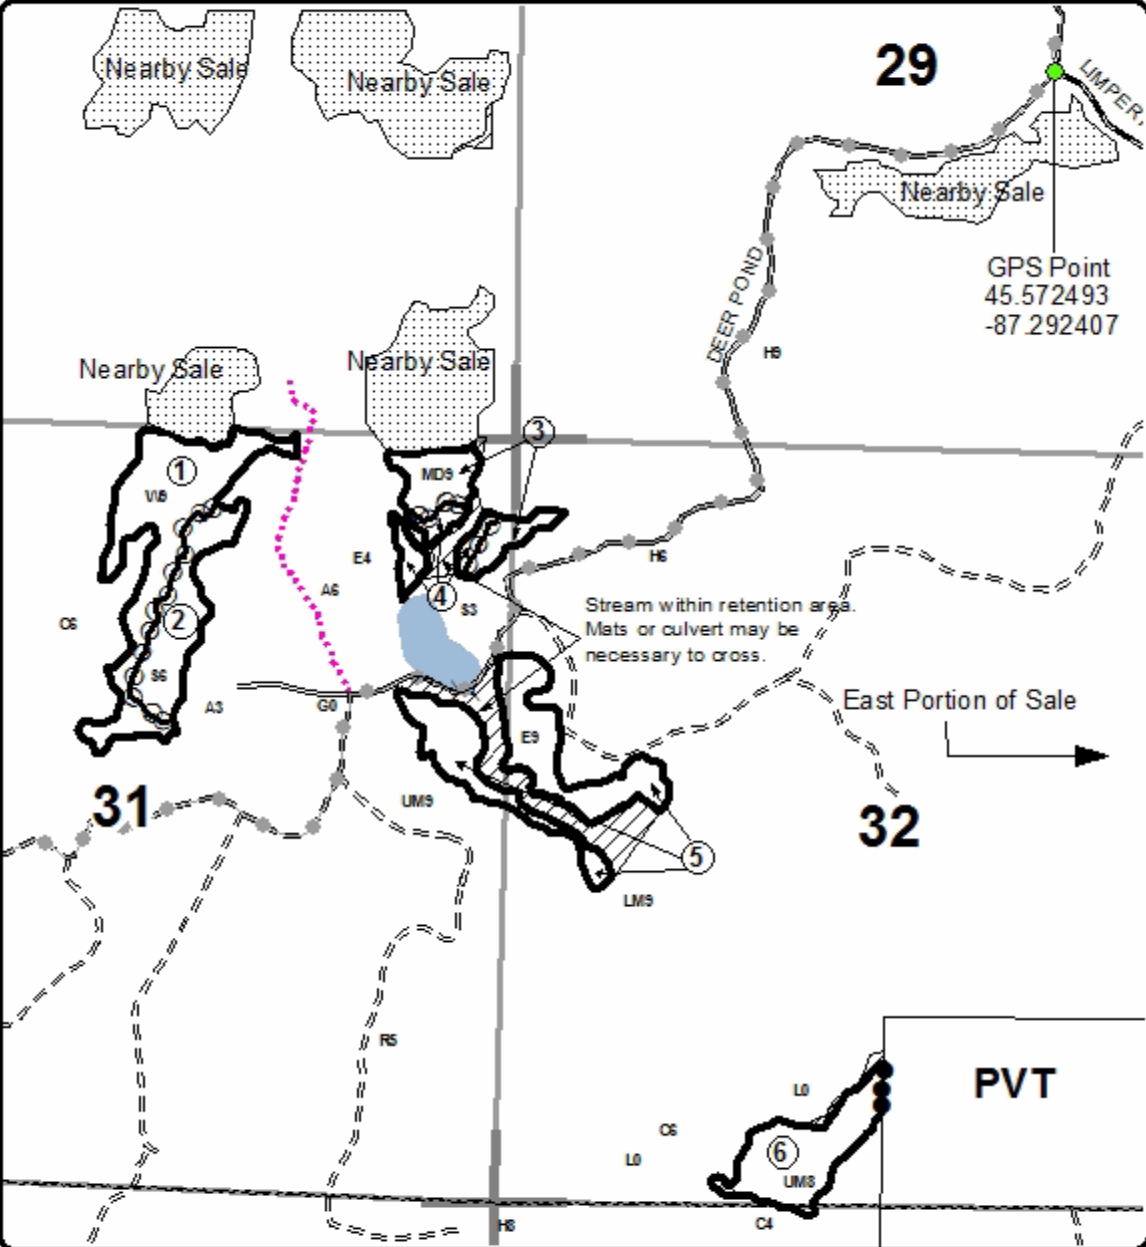 Nearby Sale
Nearby Sale
29
LIMPER
Nearby Sale
GPS Point
45.572493
-87.292407
DEER POND
H9
Nearby Sale
Nearby Sale
3
1
MD9
W9
E4
H6
A6
4
S3
Stream within retention area.
Mats or culvert may be
necessary to cross.
C6
2
S6
A3
G0
East Portion of Sale
E9
31
UM9
32
5
LM9
R5
PVT
L0
C6
L0
6
UM8
H8
C4